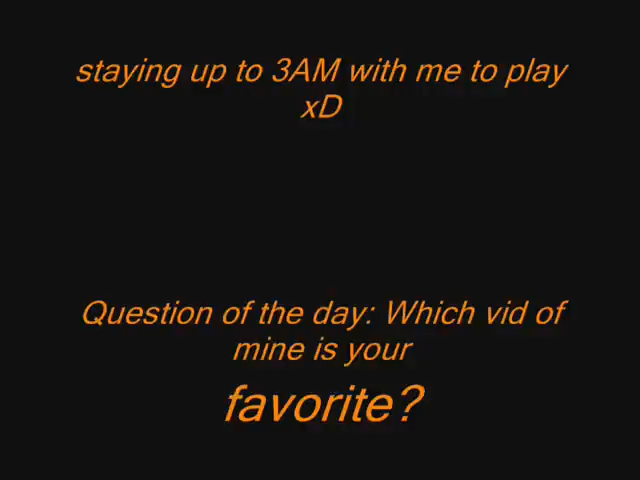 staying up to 3AM with me to play
xD
Question of the day: Which vid of
mine is your
favorite?